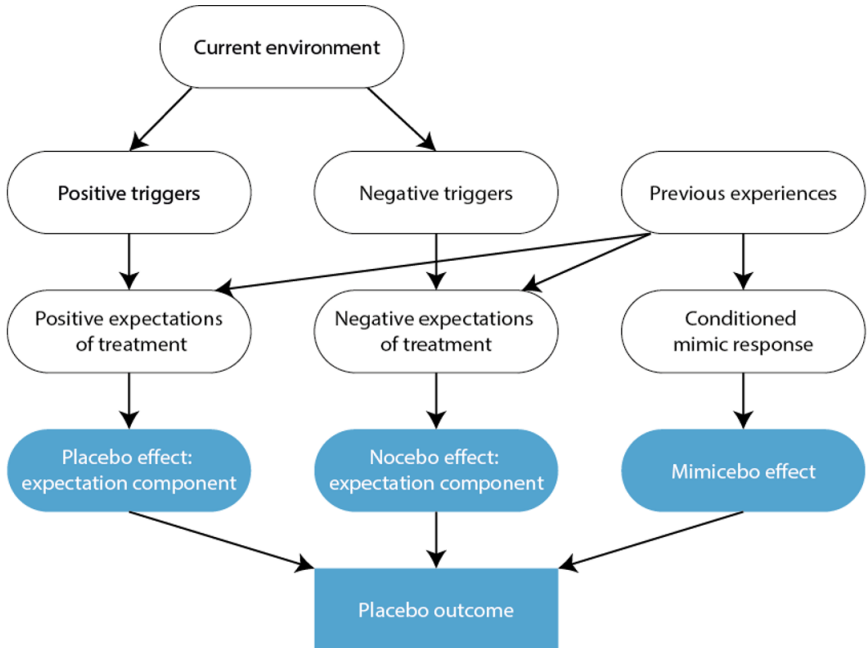 Current environment
Positive triggers
Negative triggers
Previous experiences
Positive expectations
of treatment
Negative expectations
of treatment
Conditioned
mimic response
Placebo effect:
expectation component
Nocebo effect:
expectation component
Mimicebo effect
Placebo outcome